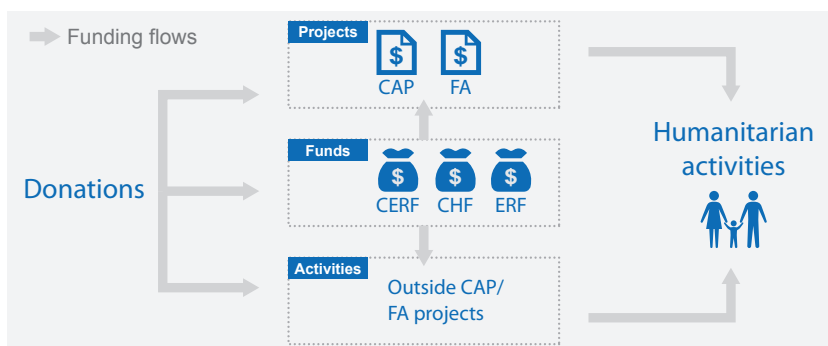 Funding flows
Projects
$ $
CAP FA
Donations
Funds
$ $ $
CERF CHF ERF
Activities
Outside CAP/
FA projects
Humanitarian
activities